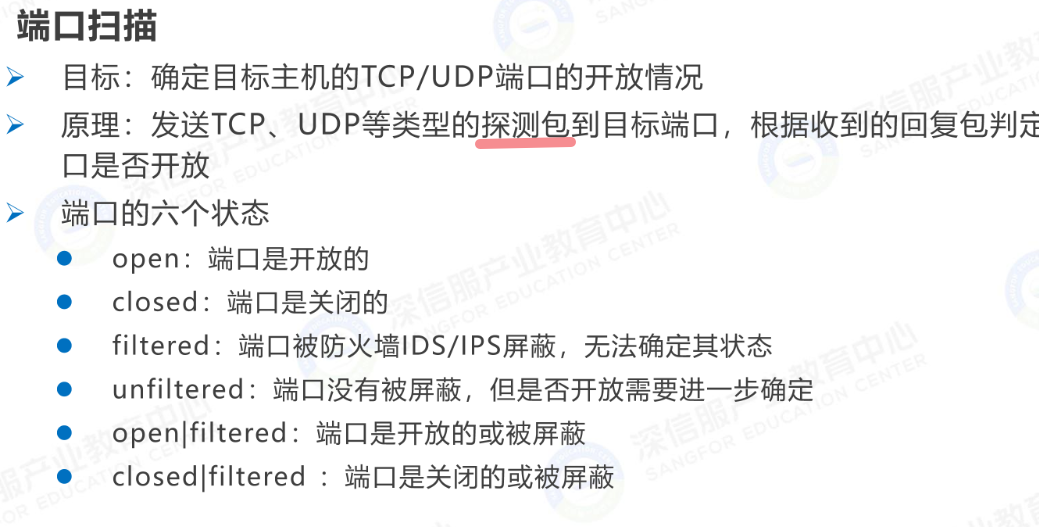 端口扫描
目标：确定目标主机的TCP/UDP端口的开放情况
原理：发送TCP、UDP等类型的探测包到目标端口，根据收到的回复包判定
口是否开放
端口的六个状态
open：端口是开放的
closed：端口是关闭的
filtered：端口被防火墙IDS/IPS屏蔽，无法确定其状态
unfiltered：端口没有被屏蔽，但是否开放需要进一步确定
open|filtered：端口是开放的或被屏蔽
closed|filtered ：端口是关闭的或被屏蔽
深信服产业教育中心
SANGFOR EDUCATION CENTER